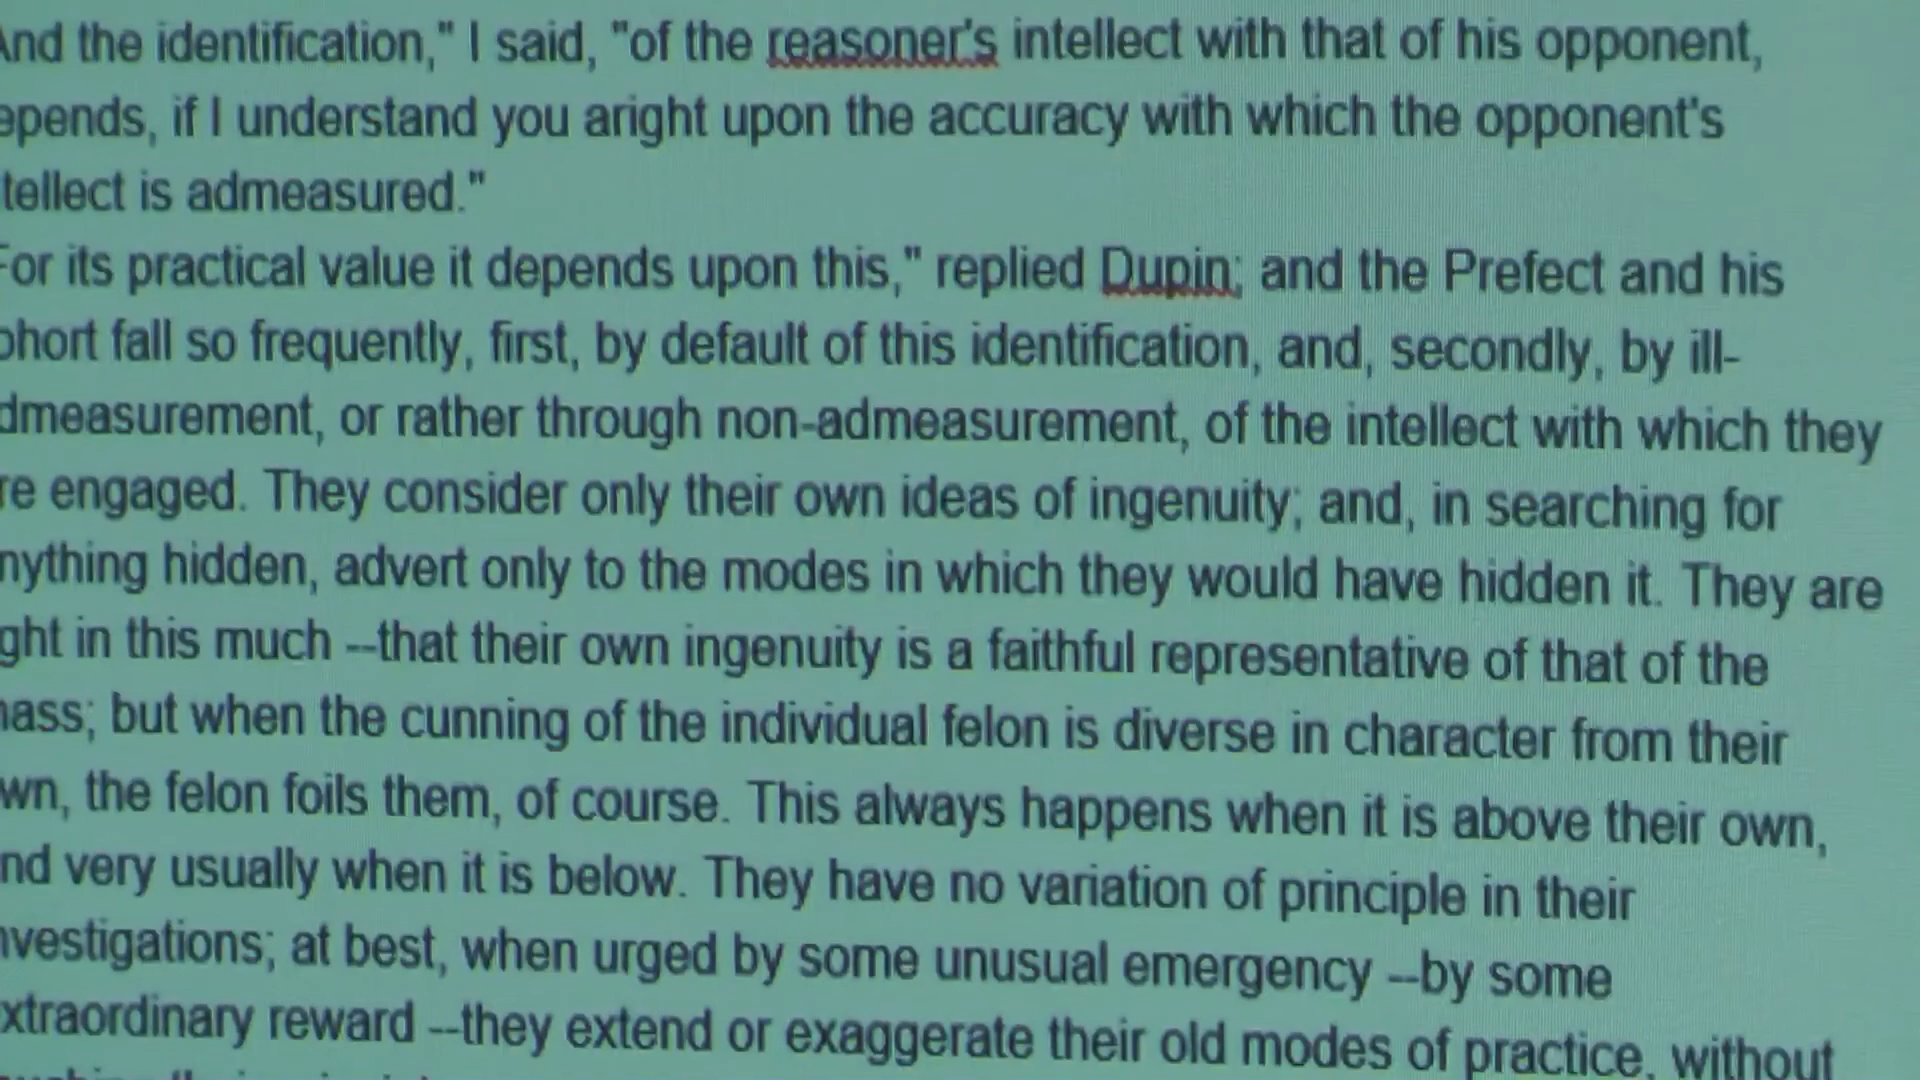 And the identification," I said, "of the reasoner's intellect with that of his opponent,
epends, if I understand you aright upon the accuracy with which the opponent's
tellect is admeasured."
For its practical value it depends upon this," replied Dupin; and the Prefect and his
ohort fall so frequently, first, by default of this identification, and, secondly, by ill-
dmeasurement, or rather through non-admeasurement, of the intellect with which they
re engaged. They consider only their own ideas of ingenuity; and, in searching for
nything hidden, advert only to the modes in which they would have hidden it. They are
ght in this much --that their own ingenuity is a faithful representative of that of the
ass; but when the cunning of the individual felon is diverse in character from their
wn, the felon foils them, of course. This always happens when it is above their own,
nd very usually when it is below. They have no variation of principle in their
nvestigations; at best, when urged by some unusual emergency --by some
xtraordinary reward --they extend or exaggerate their old modes of practice, without